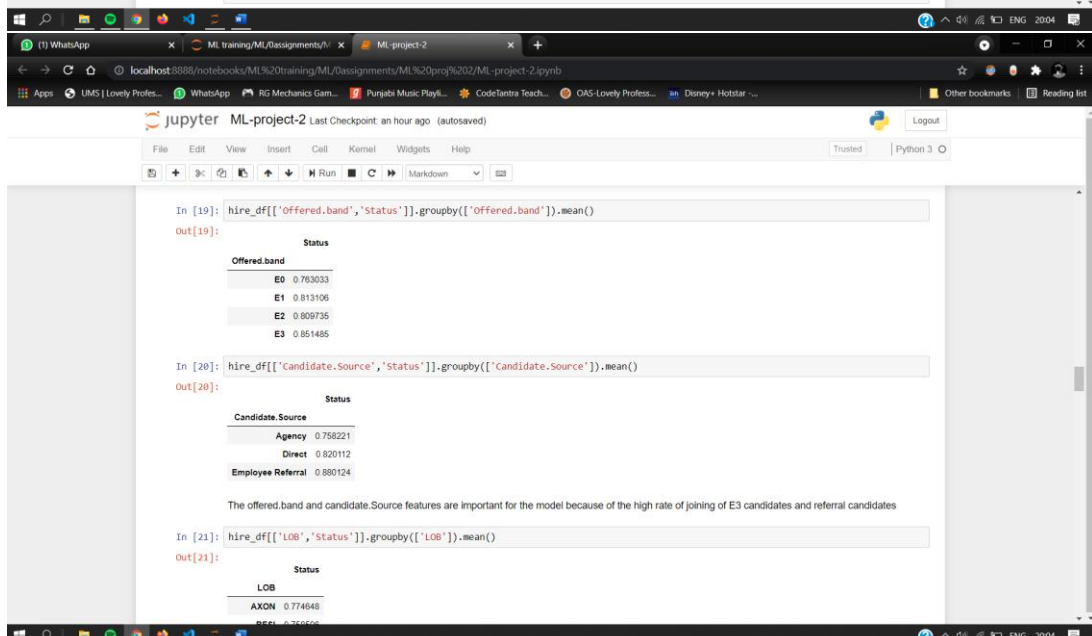 ENG 20:04
(1) WhatsApp ML training/ML/0assignments/M ML-project-2
localhost:8888/notebooks/ML%20training/ML/0assignments/ML%20proj%202/ML-project-2.ipynb
Apps UMS | Lovely Profes... WhatsApp RG Mechanics Gam... Punjabi Music Playli... CodeTantra Teach... OAS-Lovely Profess... Disney+ Hotstar -... Other bookmarks Reading list
jupyter ML-project-2 Last Checkpoint: an hour ago (autosaved) Logout
File Edit View Insert Cell Kernel Widgets Help Trusted Python 3
Run Markdown
In [19]: hire_df[['Offered.band','Status']].groupby(['Offered.band']).mean()
Out[19]:
Status
Offered.band
E0 0.763033
E1 0.813106
E2 0.809735
E3 0.851485
In [20]: hire_df[['Candidate.Source','Status']].groupby(['Candidate.Source']).mean()
Out[20]:
Status
Candidate.Source
Agency 0.758221
Direct 0.820112
Employee Referral 0.880124
The offered.band and candidate.Source features are important for the model because of the high rate of joining of E3 candidates and referral candidates
In [21]: hire_df[['LOB','Status']].groupby(['LOB']).mean()
Out[21]:
Status
LOB
AXON 0.774648
ENG 20:04